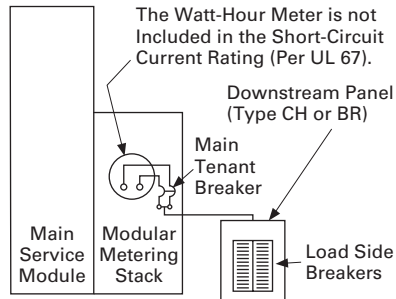 The Watt-Hour Meter is not
Included in the Short-Circuit
Current Rating (Per UL 67).
Downstream Panel
(Type CH or BR)
Main
Tenant
Breaker
Main
Service
Module
Modular
Metering
Stack
Load Side
Breakers